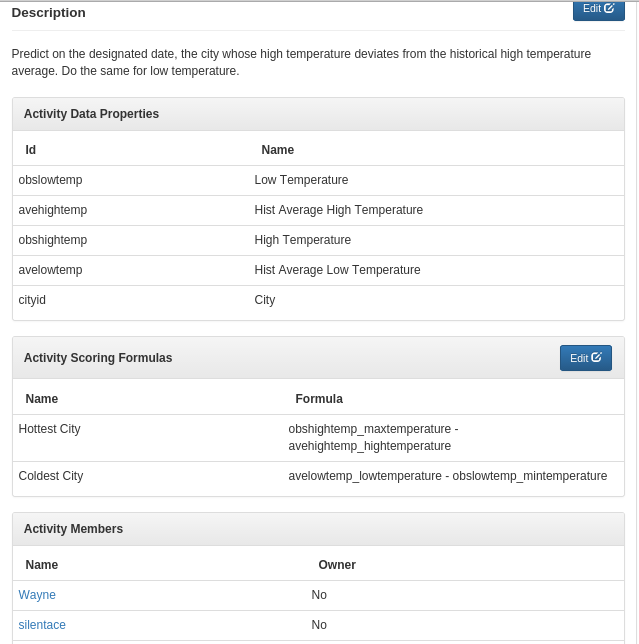 Description
Edit
Predict on the designated date, the city whose high temperature deviates from the historical high temperature
average. Do the same for low temperature.
Activity Data Properties
Id Name
obslowtemp Low Temperature
avehightemp Hist Average High Temperature
obshightemp High Temperature
avelowtemp Hist Average Low Temperature
cityid City
Activity Scoring Formulas
Edit
Name Formula
Hottest City obshightemp_maxtemperature -
avehightemp_hightemperature
Coldest City avelowtemp_lowtemperature - obslowtemp_mintemperature
Activity Members
Name Owner
Wayne No
silentace No